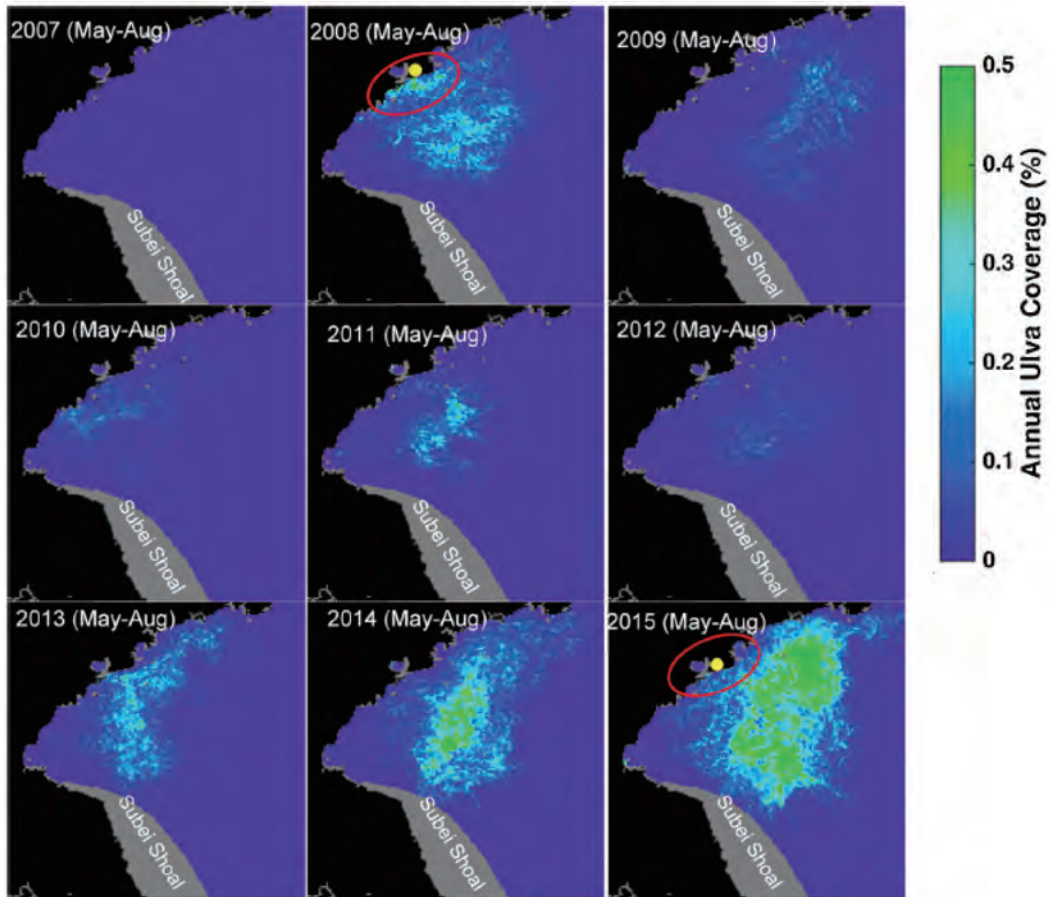 2007 (May-Aug)
2008 (May-Aug)
2009 (May-Aug)
Subei Shoal
Subei Shoal
Subei Shoal
2010 (May-Aug)
2011 (May-Aug)
2012 (May-Aug)
Subei Shoal
Subei Shoal
Subei Shoal
2013 (May-Aug)
2014 (May-Aug)
2015 (May-Aug)
Subei Shoal
Subei Shoal
Subei Shoal
0.5
0.4
0.3
0.2
0.1
0
Annual Ulva Coverage (%)